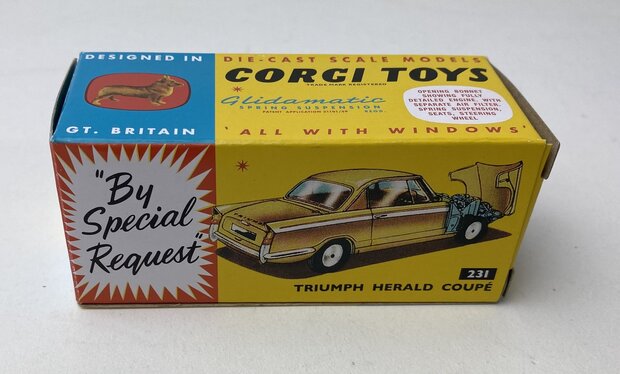 DESIGNED IN
GT. BRITAIN
DIE-CAST SCALE MODELS
CORGI TOYS
TRADE MARK REGISTERED
Glidamatic
SPRING SUSPENSION
'ALL WITH WINDOWS'
OPENING BONNET
SHOWING FULLY
DETAILED ENGINE, WITH
SEPARATE AIR FILTER,
SPRING SUSPENSION,
SEATS, STEERING
WHEEL
"By
Special
Request"
231
TRIUMPH HERALD COUPÉ